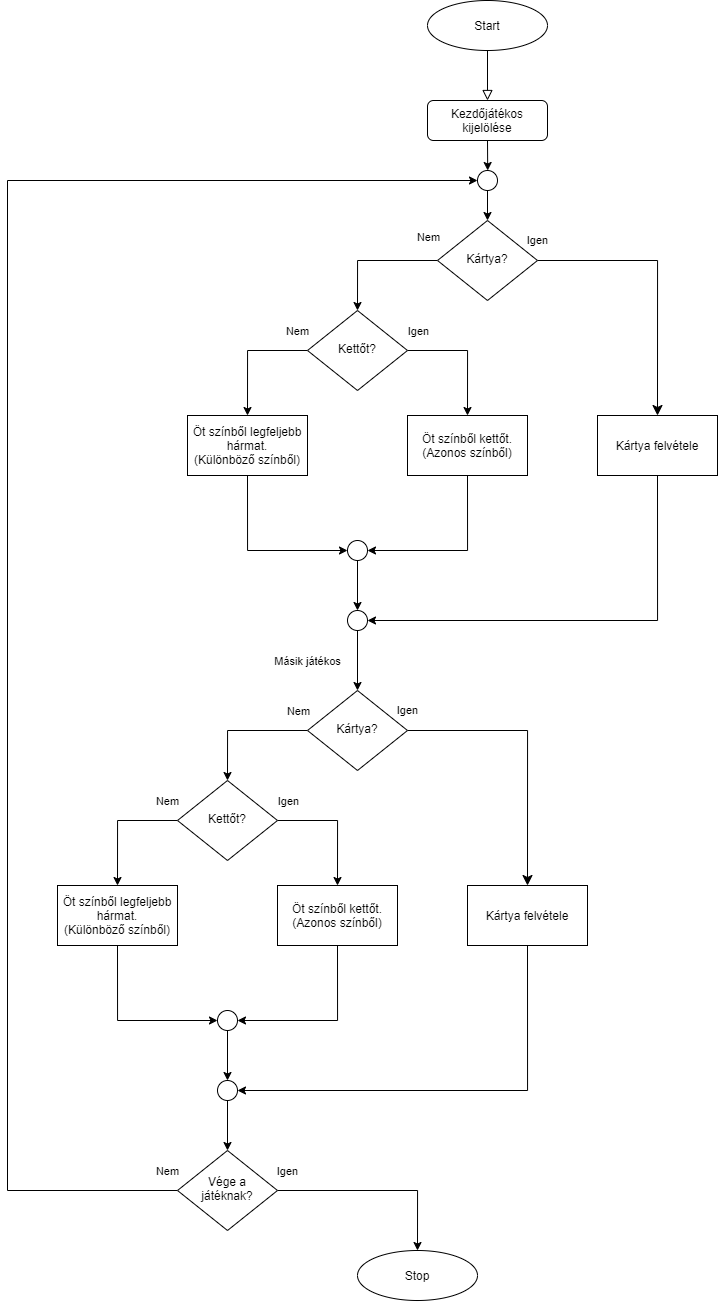 Start
Kezdőjátékos
kijelölése
Nem
Igen
Kártya?
Nem
Igen
Kettőt?
Öt színből legfeljebb
hármat.
(Különböző színből)
Öt színből kettőt.
(Azonos színből)
Kártya felvétele
Másik játékos
Nem
Igen
Kártya?
Nem
Igen
Kettőt?
Öt színből legfeljebb
hármat.
(Különböző színből)
Öt színből kettőt.
(Azonos színből)
Kártya felvétele
Nem
Igen
Vége a
játéknak?
Stop